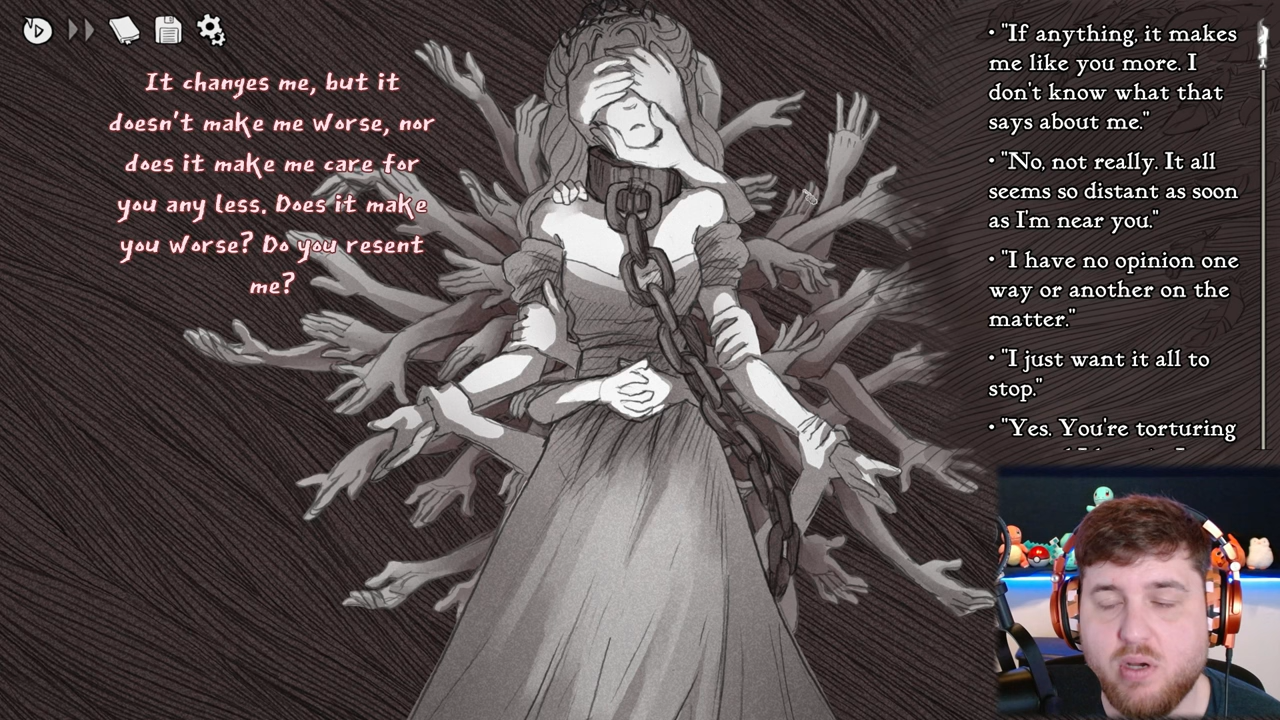 It changes me, but it
doesn't make me worse, nor
does it make me care for
you any less. Does it make
you worse? Do you resent
me?
• "If anything, it makes
me like you more. I
don't know what that
says about me."
• "No, not really. It all
seems so distant as soon
as I'm near you."
• "I have no opinion one
way or another on the
matter."
• "I just want it all to
stop."
• "Yes. You're torturing